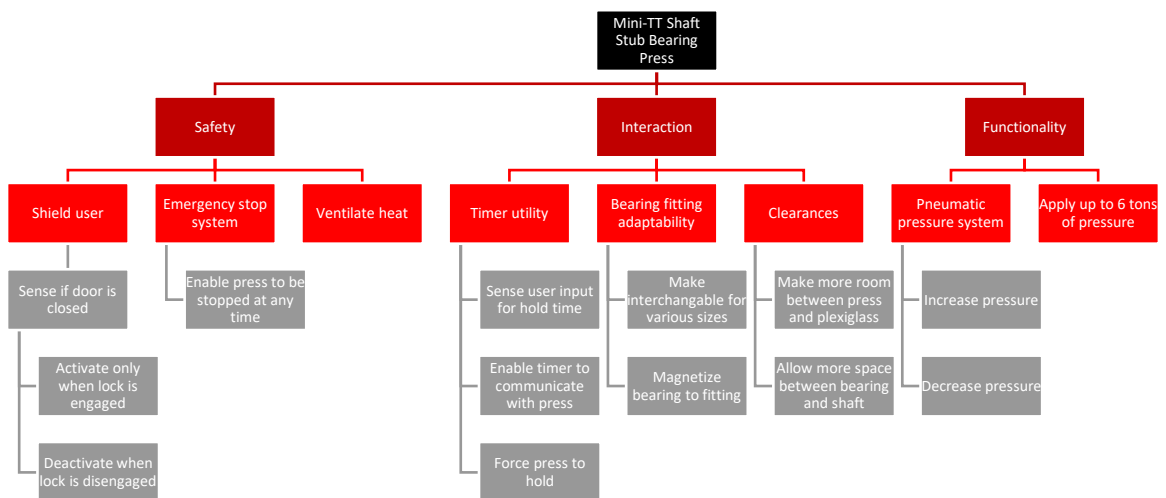 Mini-TT Shaft
Stub Bearing
Press
Safety
Interaction
Functionality
Shield user
Emergency stop
system
Ventilate heat
Timer utility
Bearing fitting
adaptability
Clearances
Pneumatic
pressure system
Apply up to 6 tons
of pressure
Sense if door is
closed
Enable press to be
stopped at any
time
Sense user input
for hold time
Make
interchangable for
various sizes
Make more room
between press
and plexiglass
Increase pressure
Activate only
when lock is
engaged
Enable timer to
communicate
with press
Magnetize
bearing to fitting
Allow more space
between bearing
and shaft
Decrease pressure
Deactivate when
lock is disengaged
Force press to
hold